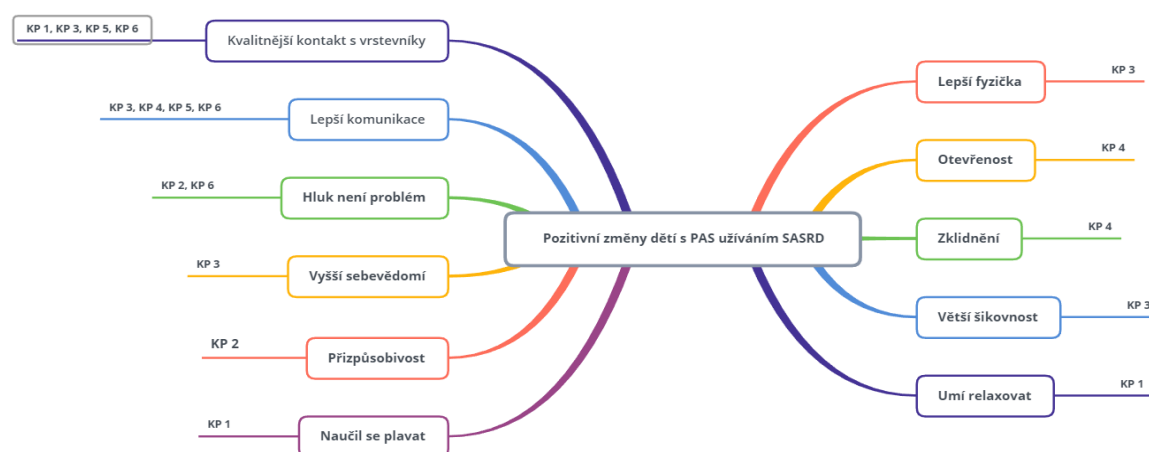 KP 1, KP 3, KP 5, KP 6
Kvalitnější kontakt s vrstevníky
KP 3, KP 4, KP 5, KP 6
Lepší komunikace
KP 2, KP 6
Hluk není problém
KP 3
Vyšší sebevědomí
KP 2
Přizpůsobivost
KP 1
Naučil se plavat
Pozitivní změny dětí s PAS užíváním SASRD
Lepší fyzička
KP 3
Otevřenost
KP 4
Zklidnění
KP 4
Větší šikovnost
KP 3
Umí relaxovat
KP 1